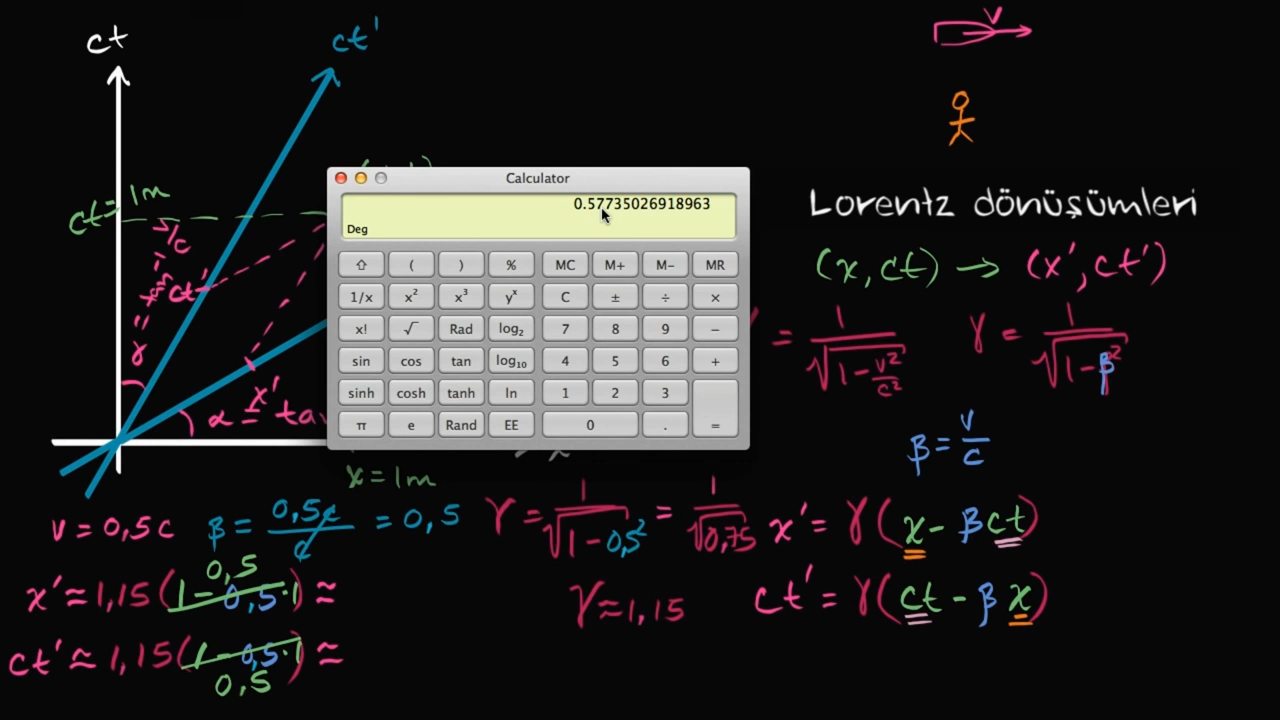 ct
ct'
v
ct = 1m
Lorentz dönüşümleri
(x, ct) → (x', ct')
Calculator
0.57735026918963
Deg
⇧ ( ) % MC M+ M− MR
1/x x² x³ yˣ C ± ÷ ×
x! √ Rad log₂ 7 8 9 −
sin cos tan log₁₀ 4 5 6 +
sinh cosh tanh ln 1 2 3
π e Rand EE 0 . =
ct'
= 1/√(1 − v²/c²)
γ = 1/√(1 − β²)
x'
α
β = v/c
x = 1m
v = 0,5c
β = 0,5c/c = 0,5
γ = 1/√(1 − 0,5²) = 1/√0,75
γ ≈ 1,15
x' = γ(x − βct)
ct' = γ(ct − βx)
0,5
x' ≈ 1,15(1 − 0,5·1) ≈
ct' ≈ 1,15(1 − 0,5·1) ≈
0,5